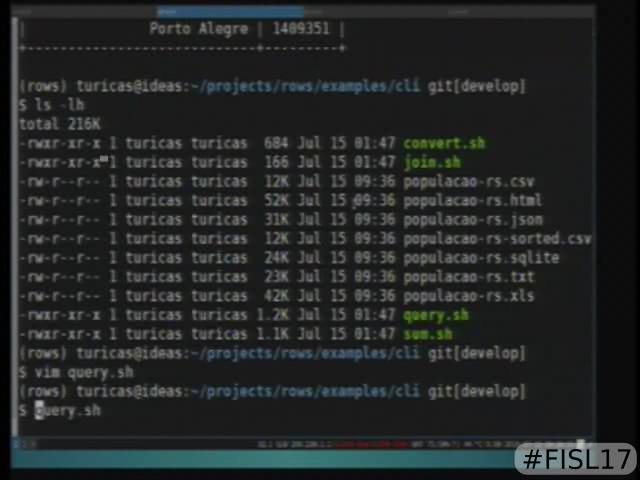 | Porto Alegre | 1409351 |
+-----------------------------+---------+
(rows) turicas@ideas:~/projects/rows/examples/cli git[develop]
$ ls -lh
total 216K
-rwxr-xr-x 1 turicas turicas 684 Jul 15 01:47 convert.sh
-rwxr-xr-x 1 turicas turicas 166 Jul 15 01:47 join.sh
-rw-r--r-- 1 turicas turicas 12K Jul 15 09:36 populacao-rs.csv
-rw-r--r-- 1 turicas turicas 52K Jul 15 09:36 populacao-rs.html
-rw-r--r-- 1 turicas turicas 31K Jul 15 09:36 populacao-rs.json
-rw-r--r-- 1 turicas turicas 12K Jul 15 09:36 populacao-rs-sorted.csv
-rw-r--r-- 1 turicas turicas 24K Jul 15 09:36 populacao-rs.sqlite
-rw-r--r-- 1 turicas turicas 23K Jul 15 09:36 populacao-rs.txt
-rw-r--r-- 1 turicas turicas 42K Jul 15 09:36 populacao-rs.xls
-rwxr-xr-x 1 turicas turicas 1.2K Jul 15 01:47 query.sh
-rwxr-xr-x 1 turicas turicas 1.1K Jul 15 01:47 sum.sh
(rows) turicas@ideas:~/projects/rows/examples/cli git[develop]
$ vim query.sh
(rows) turicas@ideas:~/projects/rows/examples/cli git[develop]
$ query.sh
#FISL17